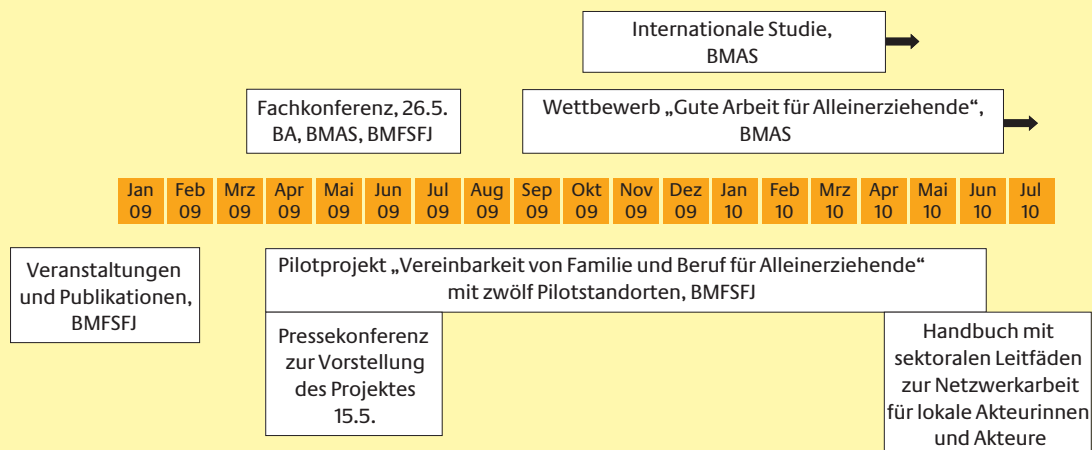 Internationale Studie,
BMAS
Fachkonferenz, 26.5.
BA, BMAS, BMFSFJ
Wettbewerb „Gute Arbeit für Alleinerziehende“,
BMAS
Jan Feb Mrz Apr Mai Jun Jul Aug Sep Okt Nov Dez Jan Feb Mrz Apr Mai Jun Jul
09 09 09 09 09 09 09 09 09 09 09 09 10 10 10 10 10 10 10
Veranstaltungen
und Publikationen,
BMFSFJ
Pilotprojekt „Vereinbarkeit von Familie und Beruf für Alleinerziehende“
mit zwölf Pilotstandorten, BMFSFJ
Pressekonferenz
zur Vorstellung
des Projektes
15.5.
Handbuch mit
sektoralen Leitfäden
zur Netzwerkarbeit
für lokale Akteurinnen
und Akteure